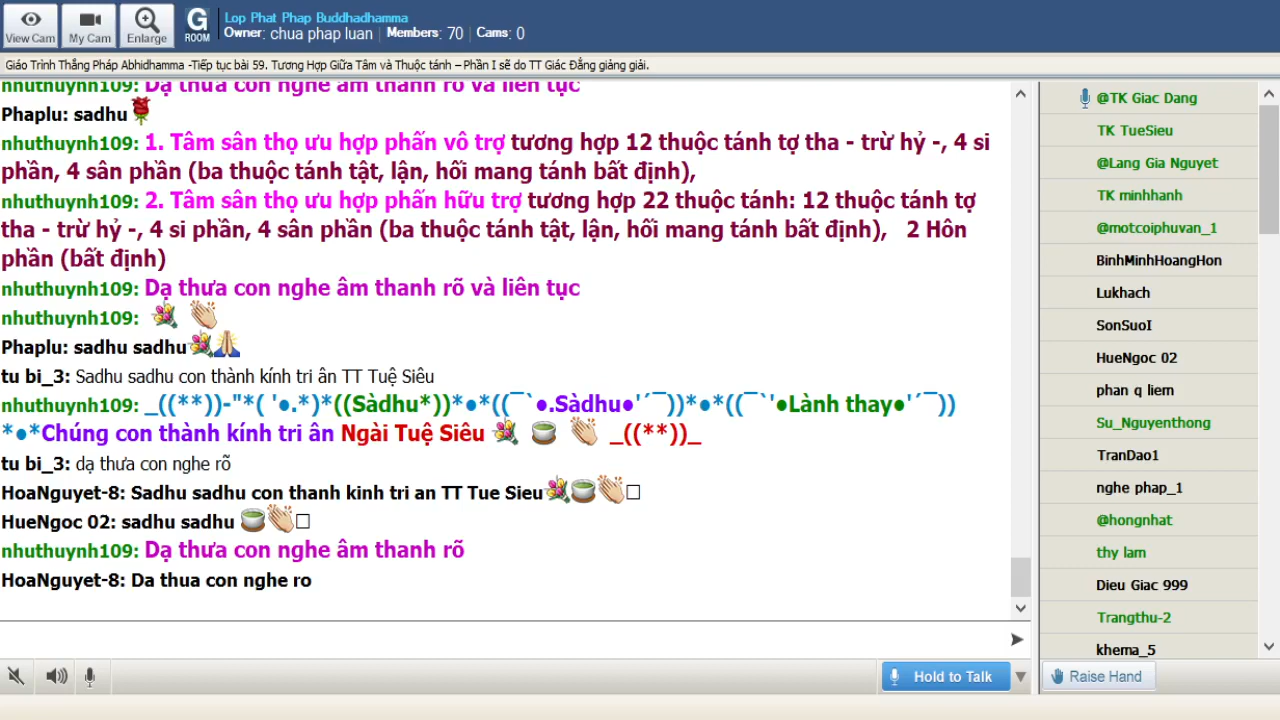 Lop Phat Phap Buddhadhamma
Owner: chua phap luan Members: 70 Cams: 0
View Cam My Cam Enlarge G ROOM
Giáo Trình Thắng Pháp Abhidhamma -Tiếp tục bài 59. Tương Hợp Giữa Tâm và Thuộc tánh – Phần I sẽ do TT Giác Đẳng giảng giải.
nhuthuynh109: Dạ thưa con nghe âm thanh rõ và liên tục
Phaplu: sadhu
nhuthuynh109: 1. Tâm sân thọ ưu hợp phấn vô trợ tương hợp 12 thuộc tánh tợ tha - trừ hỷ -, 4 si
phần, 4 sân phần (ba thuộc tánh tật, lận, hối mang tánh bất định),
nhuthuynh109: 2. Tâm sân thọ ưu hợp phấn hữu trợ tương hợp 22 thuộc tánh: 12 thuộc tánh tợ
tha - trừ hỷ -, 4 si phần, 4 sân phần (ba thuộc tánh tật, lận, hối mang tánh bất định), 2 Hôn
phần (bất định)
nhuthuynh109: Dạ thưa con nghe âm thanh rõ và liên tục
nhuthuynh109:
Phaplu: sadhu sadhu
tu bi_3: Sadhu sadhu con thành kính tri ân TT Tuệ Siêu
nhuthuynh109: _((**))-"*( '●.*)*((Sàdhu*))*●*((¯`●.Sàdhu●'´¯))*●*((¯`'●Lành thay●'´¯))
*●*Chúng con thành kính tri ân Ngài Tuệ Siêu _((**))_
tu bi_3: dạ thưa con nghe rõ
HoaNguyet-8: Sadhu sadhu con thanh kinh tri an TT Tue Sieu
HueNgoc 02: sadhu sadhu
nhuthuynh109: Dạ thưa con nghe âm thanh rõ
HoaNguyet-8: Da thua con nghe ro
@TK Giac Dang
TK TueSieu
@Lang Gia Nguyet
TK minhhanh
@motcoiphuvan_1
BinhMinhHoangHon
Lukhach
SonSuoI
HueNgoc 02
phan q liem
Su_Nguyenthong
TranDao1
nghe phap_1
@hongnhat
thy lam
Dieu Giac 999
Trangthu-2
khema_5
Hold to Talk
Raise Hand